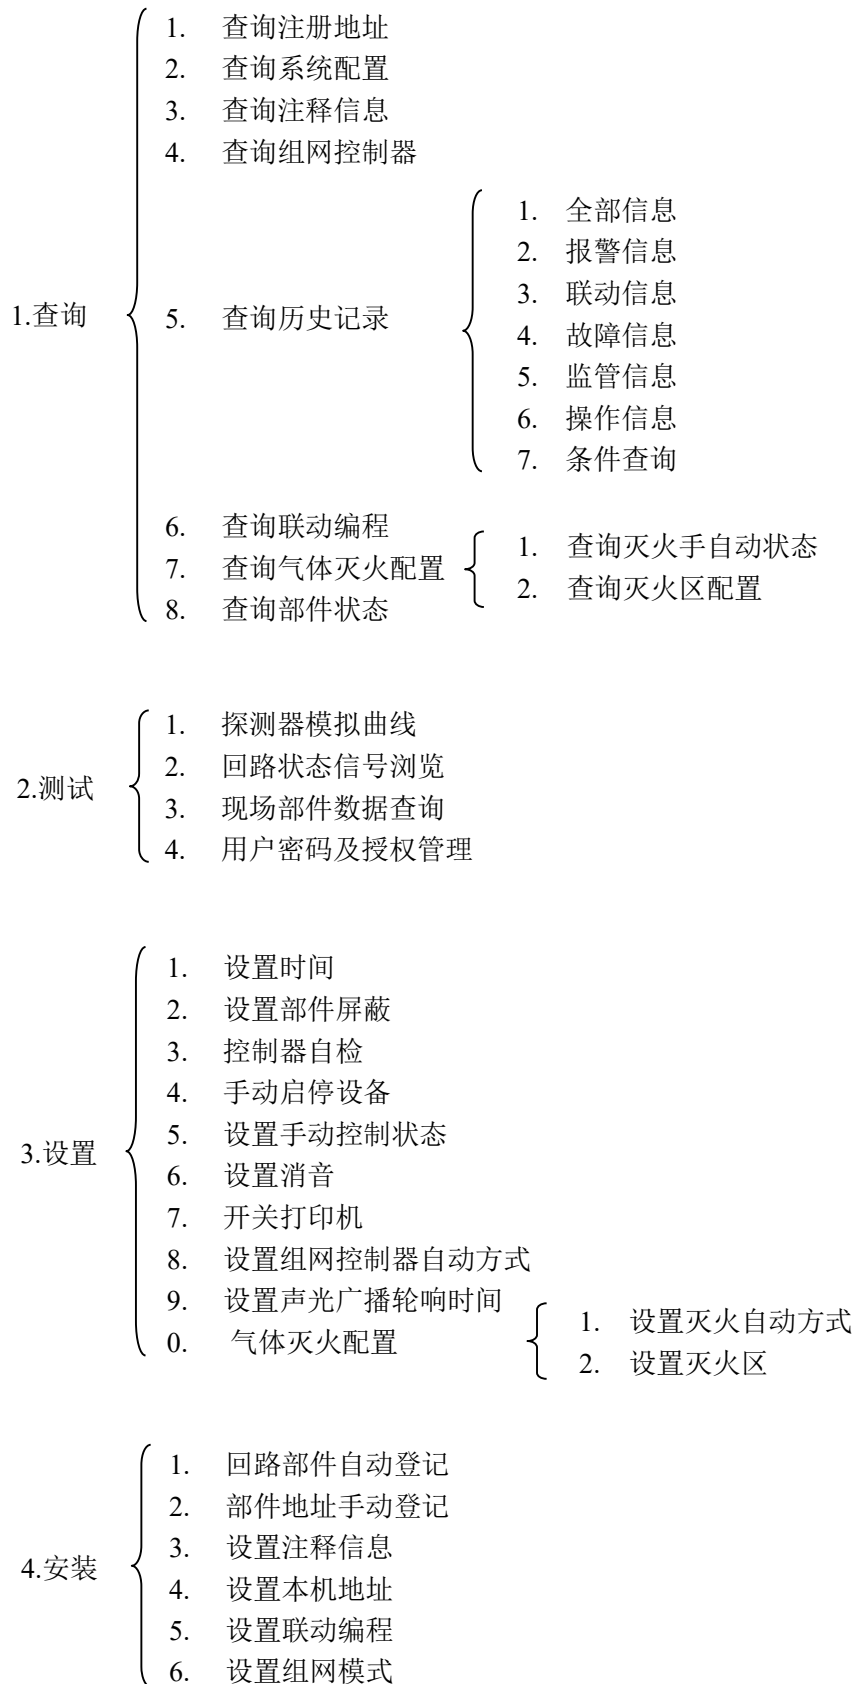 1. 查询注册地址
2. 查询系统配置
3. 查询注释信息
4. 查询组网控制器
1.查询
5. 查询历史记录
1. 全部信息
2. 报警信息
3. 联动信息
4. 故障信息
5. 监管信息
6. 操作信息
7. 条件查询
6. 查询联动编程
7. 查询气体灭火配置
1. 查询灭火手自动状态
2. 查询灭火区配置
8. 查询部件状态
2.测试
1. 探测器模拟曲线
2. 回路状态信号浏览
3. 现场部件数据查询
4. 用户密码及授权管理
3.设置
1. 设置时间
2. 设置部件屏蔽
3. 控制器自检
4. 手动启停设备
5. 设置手动控制状态
6. 设置消音
7. 开关打印机
8. 设置组网控制器自动方式
9. 设置声光广播轮响时间
0. 气体灭火配置
1. 设置灭火自动方式
2. 设置灭火区
4.安装
1. 回路部件自动登记
2. 部件地址手动登记
3. 设置注释信息
4. 设置本机地址
5. 设置联动编程
6. 设置组网模式